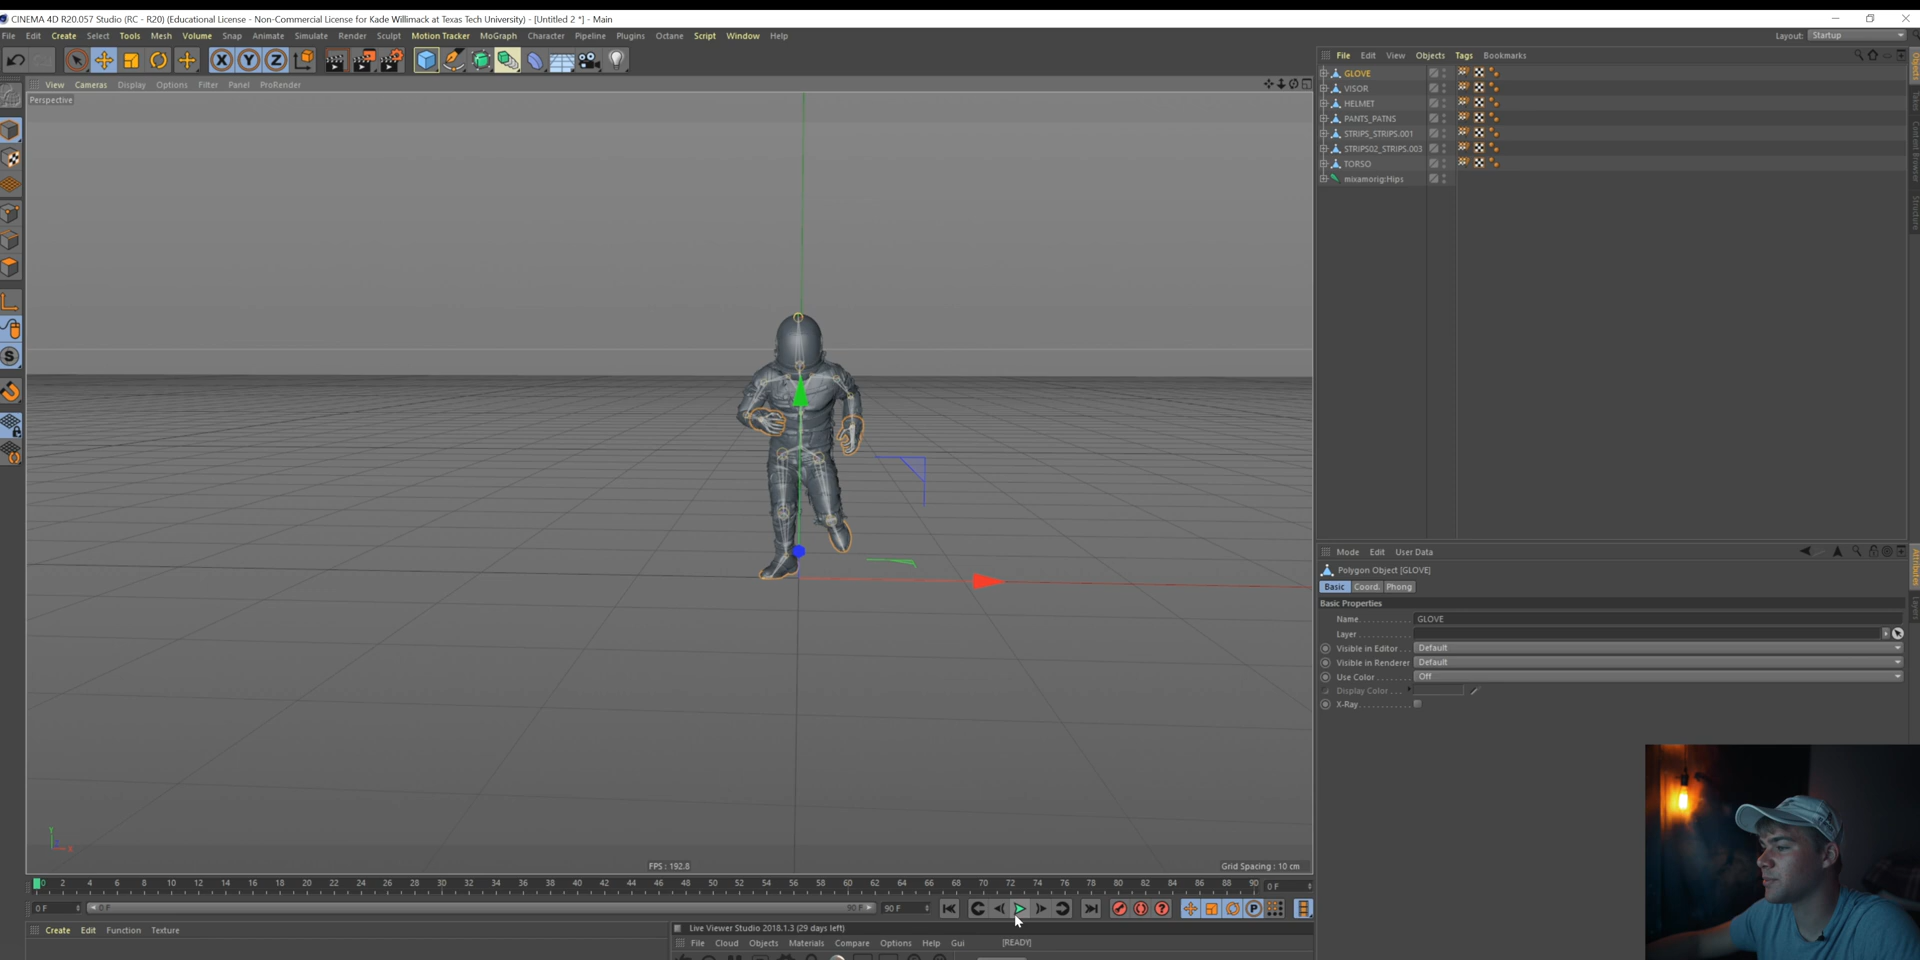 CINEMA 4D R20.057 Studio (RC - R20) (Educational License - Non-Commercial License for Kade Willimack at Texas Tech University) - [Untitled 2 *] - Main
File Edit Create Select Tools Mesh Volume Snap Animate Simulate Render Sculpt Motion Tracker MoGraph Character Pipeline Plugins Octane Script Window Help Layout: Startup
X Y Z
File Edit View Objects Tags Bookmarks
View Cameras Display Options Filter Panel ProRender
Perspective
GLOVE
VISOR
HELMET
PANTS_PATNS
STRIPS_STRIPS.001
STRIPS02_STRIPS.003
TORSO
mixamorig:Hips
Objects
Takes
Content Browser
Structure
Mode Edit User Data
Polygon Object [GLOVE]
Basic Coord. Phong
Basic Properties
Name GLOVE
Layer
Visible in Editor Default
Visible in Renderer Default
Use Color Off
Display Color
X-Ray
Attributes
Layers
S
Y
X
FPS : 192.8
Grid Spacing : 10 cm
0 2 4 6 8 10 12 14 16 18 20 22 24 26 28 30 32 34 36 38 40 42 44 46 48 50 52 54 56 58 60 62 64 66 68 70 72 74 76 78 80 82 84 86 88 90 0 F
0 F 0 F 90 F 90 F
P
Create Edit Function Texture
Live Viewer Studio 2018.1.3 (29 days left)
File Cloud Objects Materials Compare Options Help Gui [READY]